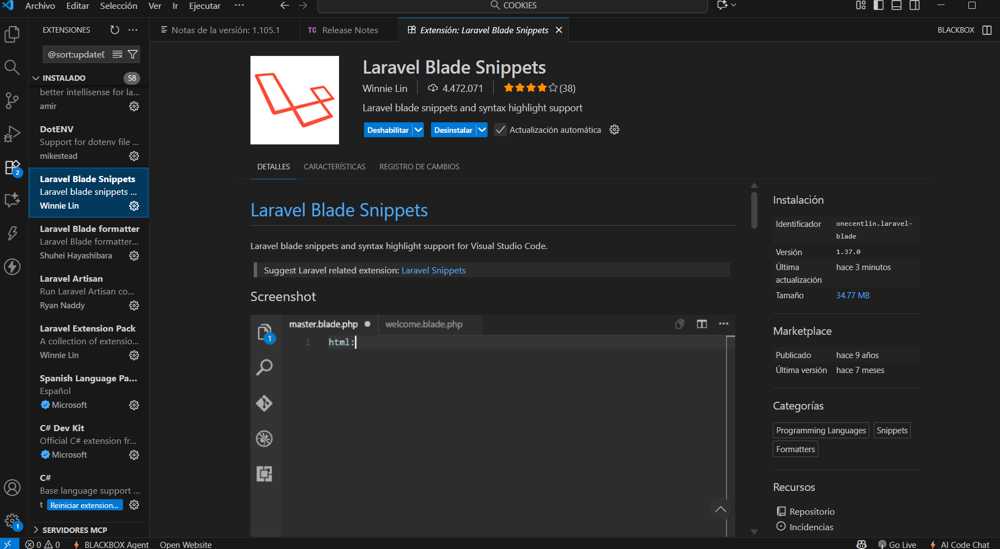 Archivo Editar Selección Ver Ir Ejecutar ···
COOKIES
EXTENSIONES ···
@sort:updateD
INSTALADO 58
better intellisense for la...
amir
DotENV
Support for dotenv file ...
mikestead
Laravel Blade Snippets
Laravel blade snippets ...
Winnie Lin
Laravel Blade formatter
Laravel Blade formatter...
Shuhei Hayashibara
Laravel Artisan
Run Laravel Artisan co...
Ryan Naddy
Laravel Extension Pack
A collection of extensio...
Winnie Lin
Spanish Language Pa...
Español
Microsoft
C# Dev Kit
Official C# extension fr...
Microsoft
C#
Base language support ...
t Reiniciar extension...
SERVIDORES MCP
2
1
Notas de la versión: 1.105.1
TC Release Notes
Extensión: Laravel Blade Snippets
BLACKBOX
Laravel Blade Snippets
Winnie Lin 4.472.071 (38)
Laravel blade snippets and syntax highlight support
Deshabilitar Desinstalar Actualización automática
DETALLES CARACTERÍSTICAS REGISTRO DE CAMBIOS
Laravel Blade Snippets
Laravel blade snippets and syntax highlight support for Visual Studio Code.
Suggest Laravel related extension: Laravel Snippets
Screenshot
master.blade.php welcome.blade.php ···
1
1 html:
Instalación
Identificador onecentlin.laravel-
blade
Versión 1.37.0
Última hace 3 minutos
actualización
Tamaño 34.77 MB
Marketplace
Publicado hace 9 años
Última versión hace 7 meses
Categorías
Programming Languages Snippets
Formatters
Recursos
Repositorio
Incidencias
0 0 BLACKBOX Agent Open Website
Go Live AI Code Chat